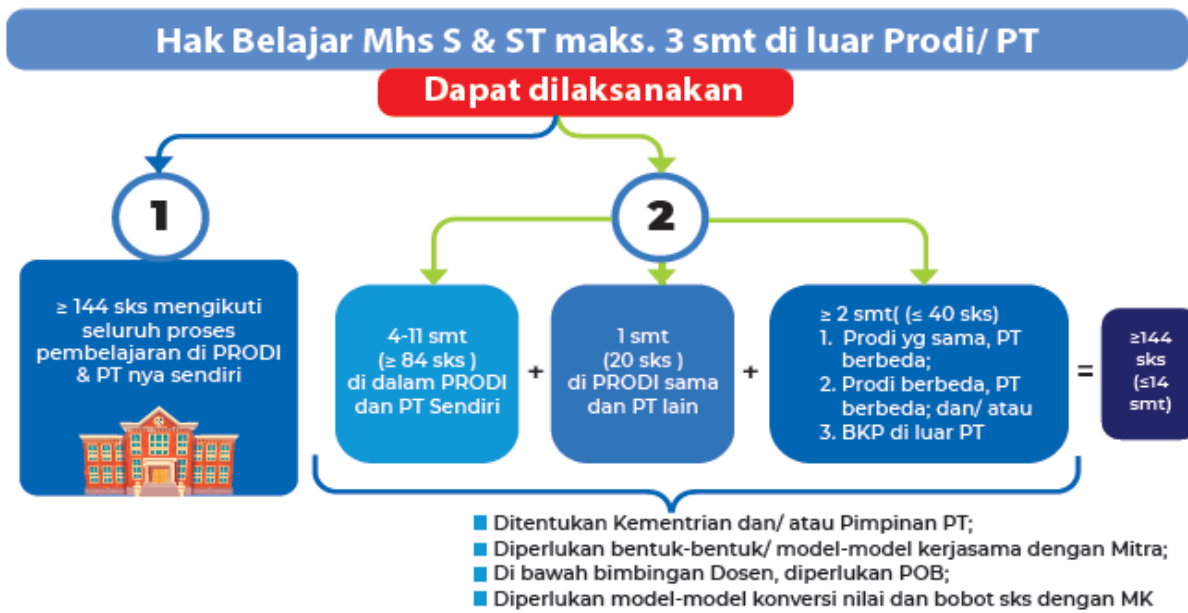 Hak Belajar Mhs S & ST maks. 3 smt di luar Prodi/ PT
Dapat dilaksanakan
1
2
≥ 144 sks mengikuti
seluruh proses
pembelajaran di PRODI
& PT nya sendiri
4-11 smt
(≥ 84 sks )
di dalam PRODI
dan PT Sendiri
+
1 smt
(20 sks )
di PRODI sama
dan PT lain
+
≥ 2 smt( (≤ 40 sks)
1. Prodi yg sama, PT
berbeda;
2. Prodi berbeda, PT
berbeda; dan/ atau
3. BKP di luar PT
=
≥144
sks
(≤14
smt)
Ditentukan Kementrian dan/ atau Pimpinan PT;
Diperlukan bentuk-bentuk/ model-model kerjasama dengan Mitra;
Di bawah bimbingan Dosen, diperlukan POB;
Diperlukan model-model konversi nilai dan bobot sks dengan MK